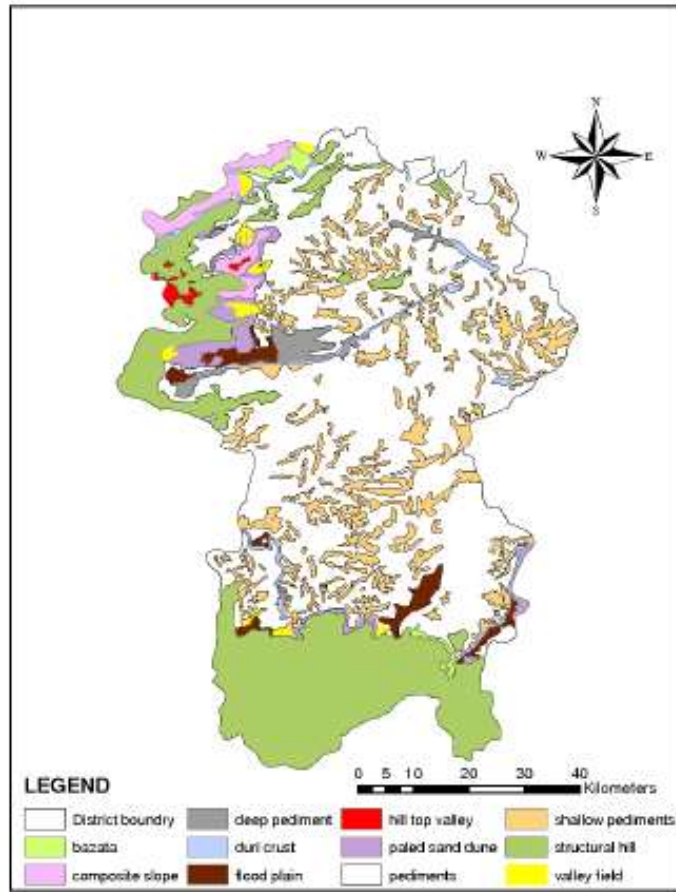 N
W E
S
LEGEND
0 5 10 20 30 40
Kilometers
District boundry deep pediment hill top valley shallow pediments
bazata duri crust paled sand dune structural hill
composite slope flood plain pediments valley field